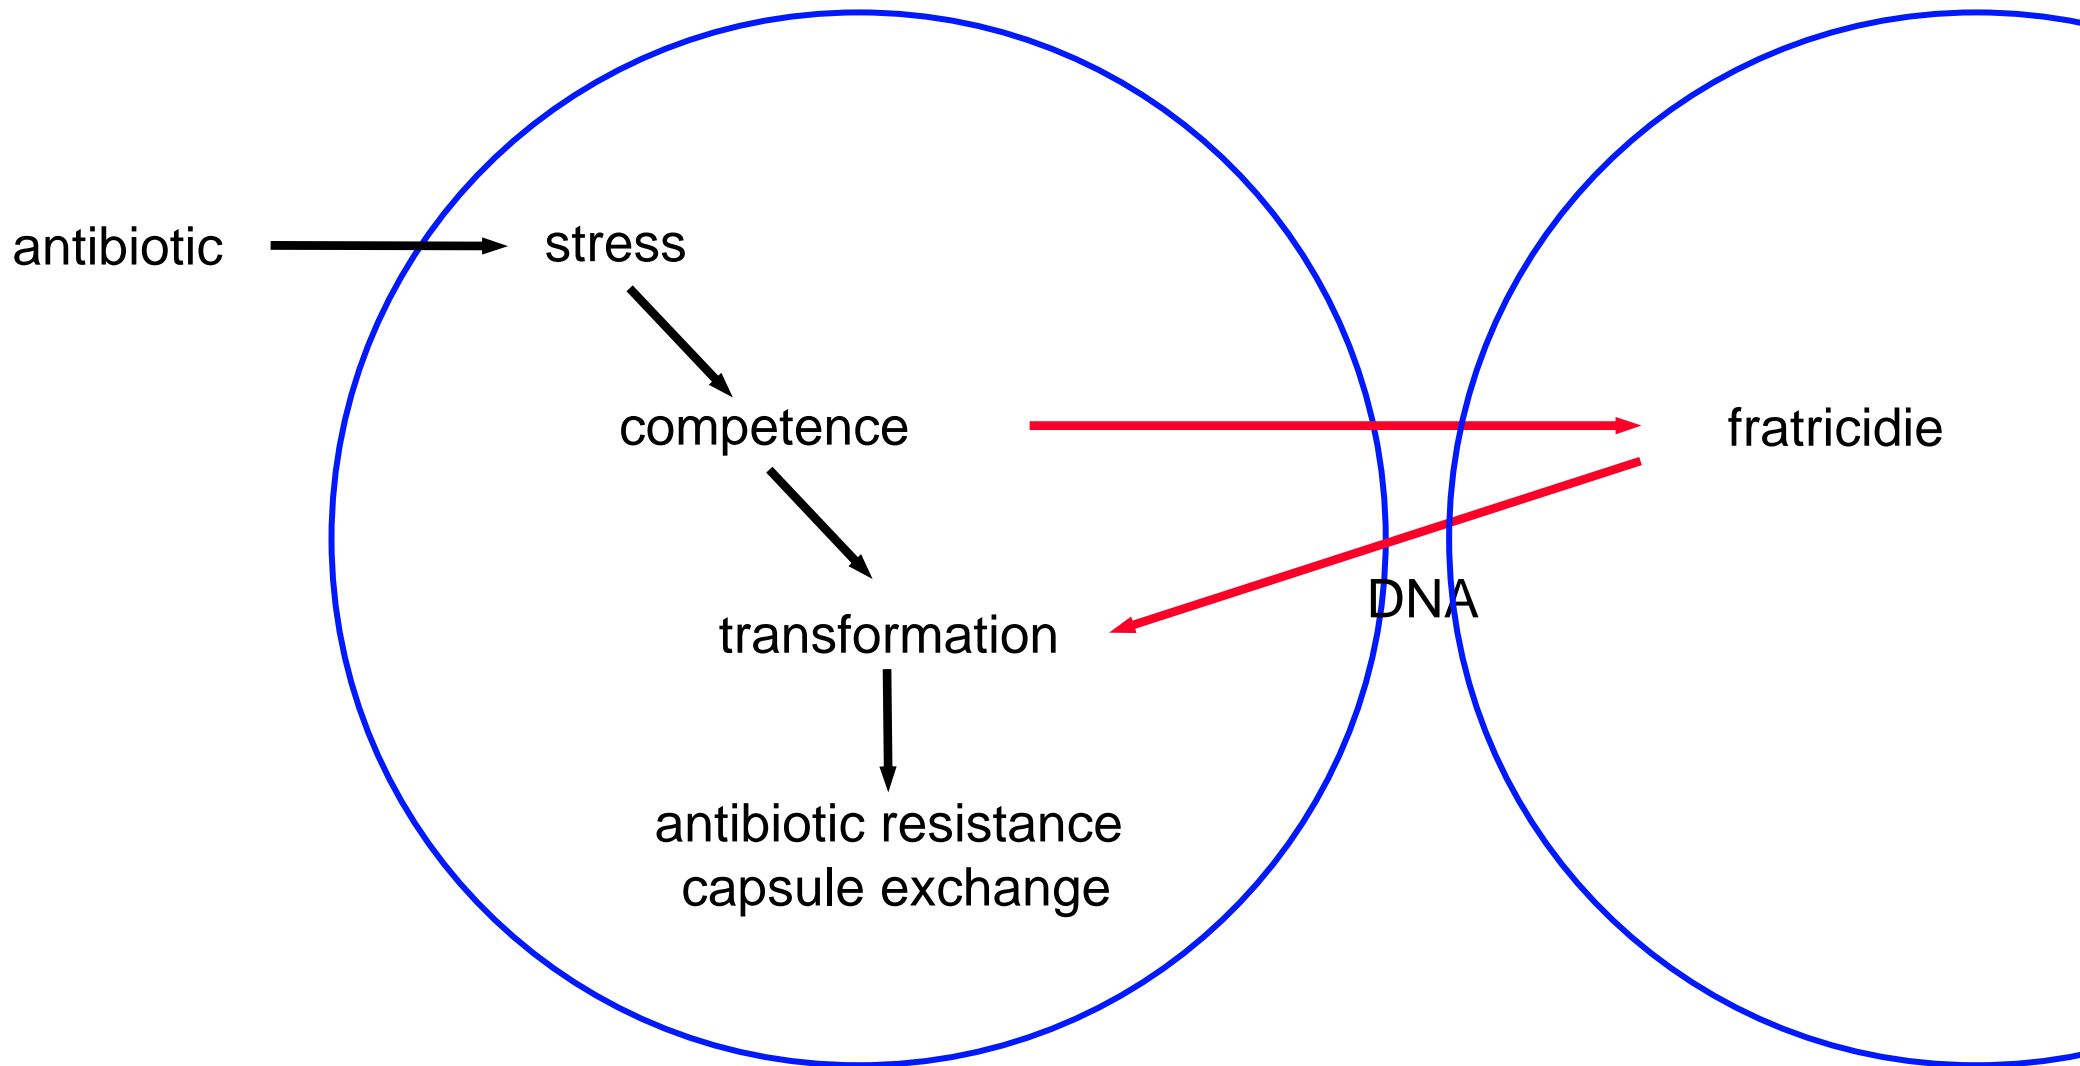 antibiotic
stress
competence
fratricidie
DNA
transformation
antibiotic resistance
capsule exchange